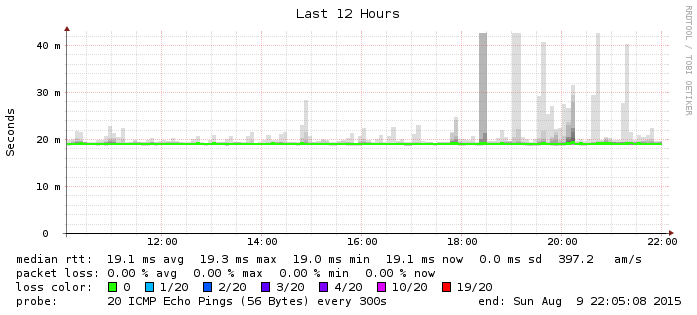 Last 12 Hours
RRDTOOL / TOBI OETIKER
Seconds
40 m
30 m
20 m
10 m
0
12:00 14:00 16:00 18:00 20:00 22:00
median rtt: 19.1 ms avg 19.3 ms max 19.0 ms min 19.1 ms now 0.0 ms sd 397.2 am/s
packet loss: 0.00 % avg 0.00 % max 0.00 % min 0.00 % now
loss color: 0 1/20 2/20 3/20 4/20 10/20 19/20
probe: 20 ICMP Echo Pings (56 Bytes) every 300s end: Sun Aug 9 22:05:08 2015